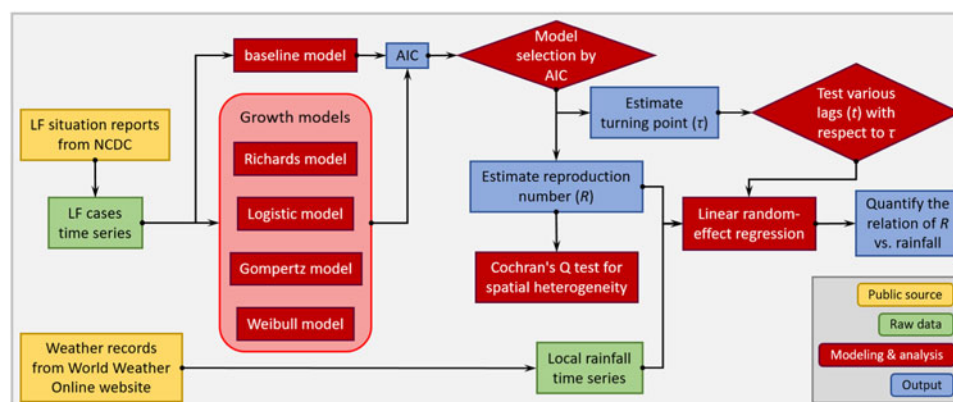 LF situation reports
from NCDC
LF cases
time series
baseline model
AIC
Growth models
Richards model
Logistic model
Gompertz model
Weibull model
Model
selection by
AIC
Estimate
turning point (τ)
Test various
lags (t) with
respect to τ
Estimate reproduction
number (R)
Cochran's Q test for
spatial heterogeneity
Linear random-
effect regression
Quantify the
relation of R
vs. rainfall
Weather records
from World Weather
Online website
Local rainfall
time series
Public source
Raw data
Modeling & analysis
Output